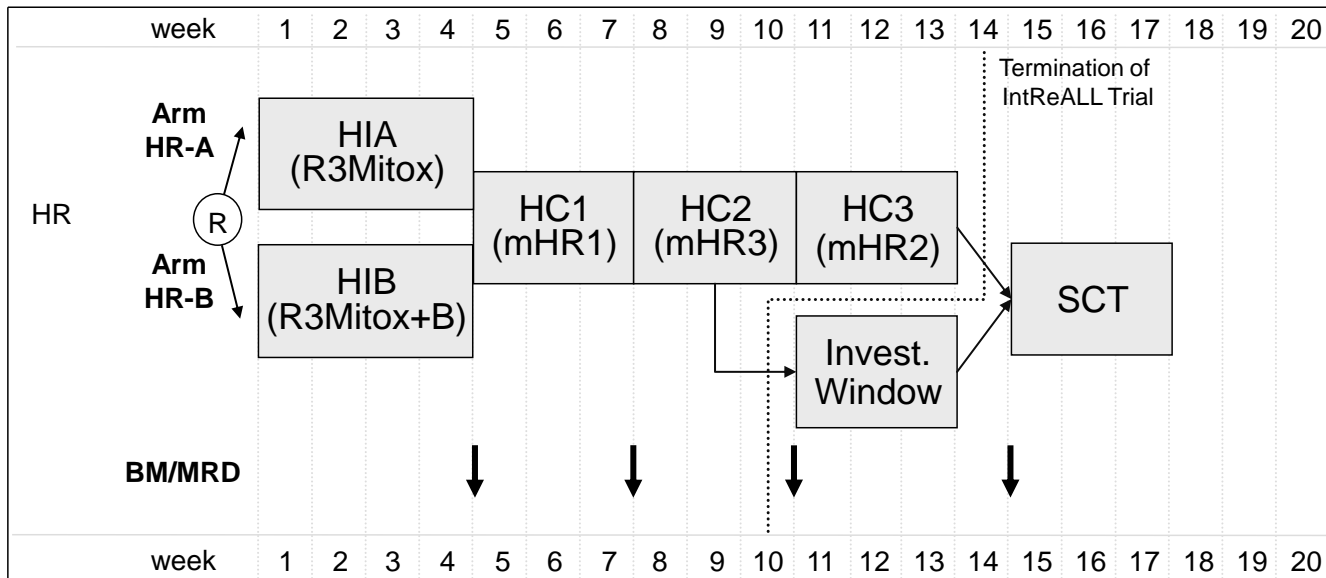 week 1 2 3 4 5 6 7 8 9 10 11 12 13 14 15 16 17 18 19 20
Termination of
IntReALL Trial
Arm
HR-A
HIA
(R3Mitox)
HR
R
HC1
(mHR1)
HC2
(mHR3)
HC3
(mHR2)
Arm
HR-B
HIB
(R3Mitox+B)
SCT
Invest.
Window
BM/MRD
week 1 2 3 4 5 6 7 8 9 10 11 12 13 14 15 16 17 18 19 20